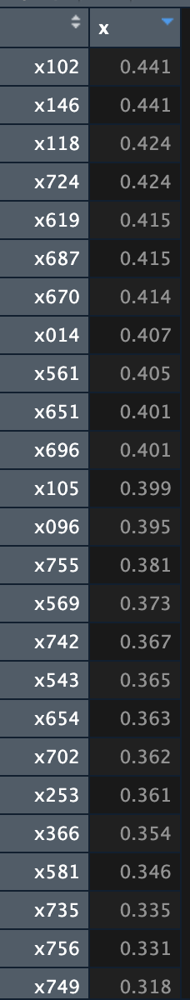 x
x102 0.441
x146 0.441
x118 0.424
x724 0.424
x619 0.415
x687 0.415
x670 0.414
x014 0.407
x561 0.405
x651 0.401
x696 0.401
x105 0.399
x096 0.395
x755 0.381
x569 0.373
x742 0.367
x543 0.365
x654 0.363
x702 0.362
x253 0.361
x366 0.354
x581 0.346
x735 0.335
x756 0.331
x749 0.318